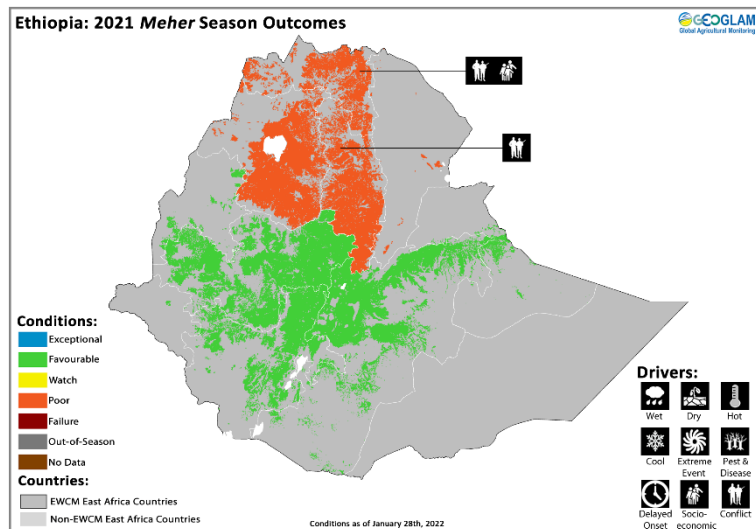 Ethiopia: 2021 Meher Season Outcomes
GEOGLAM
Global Agricultural Monitoring
Conditions:
Exceptional
Favourable
Watch
Poor
Failure
Out-of-Season
No Data
Countries:
EWCM East Africa Countries
Non-EWCM East Africa Countries
Conditions as of January 28th, 2022
Drivers:
Wet
Dry
Hot
Cool
Extreme
Event
Pest &
Disease
Delayed
Onset
Socio-
economic
Conflict